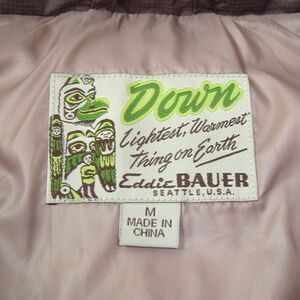 Down
Lightest, Warmest
Thing on Earth
Eddie BAUER
SEATTLE, U.S.A.
M
MADE IN
CHINA